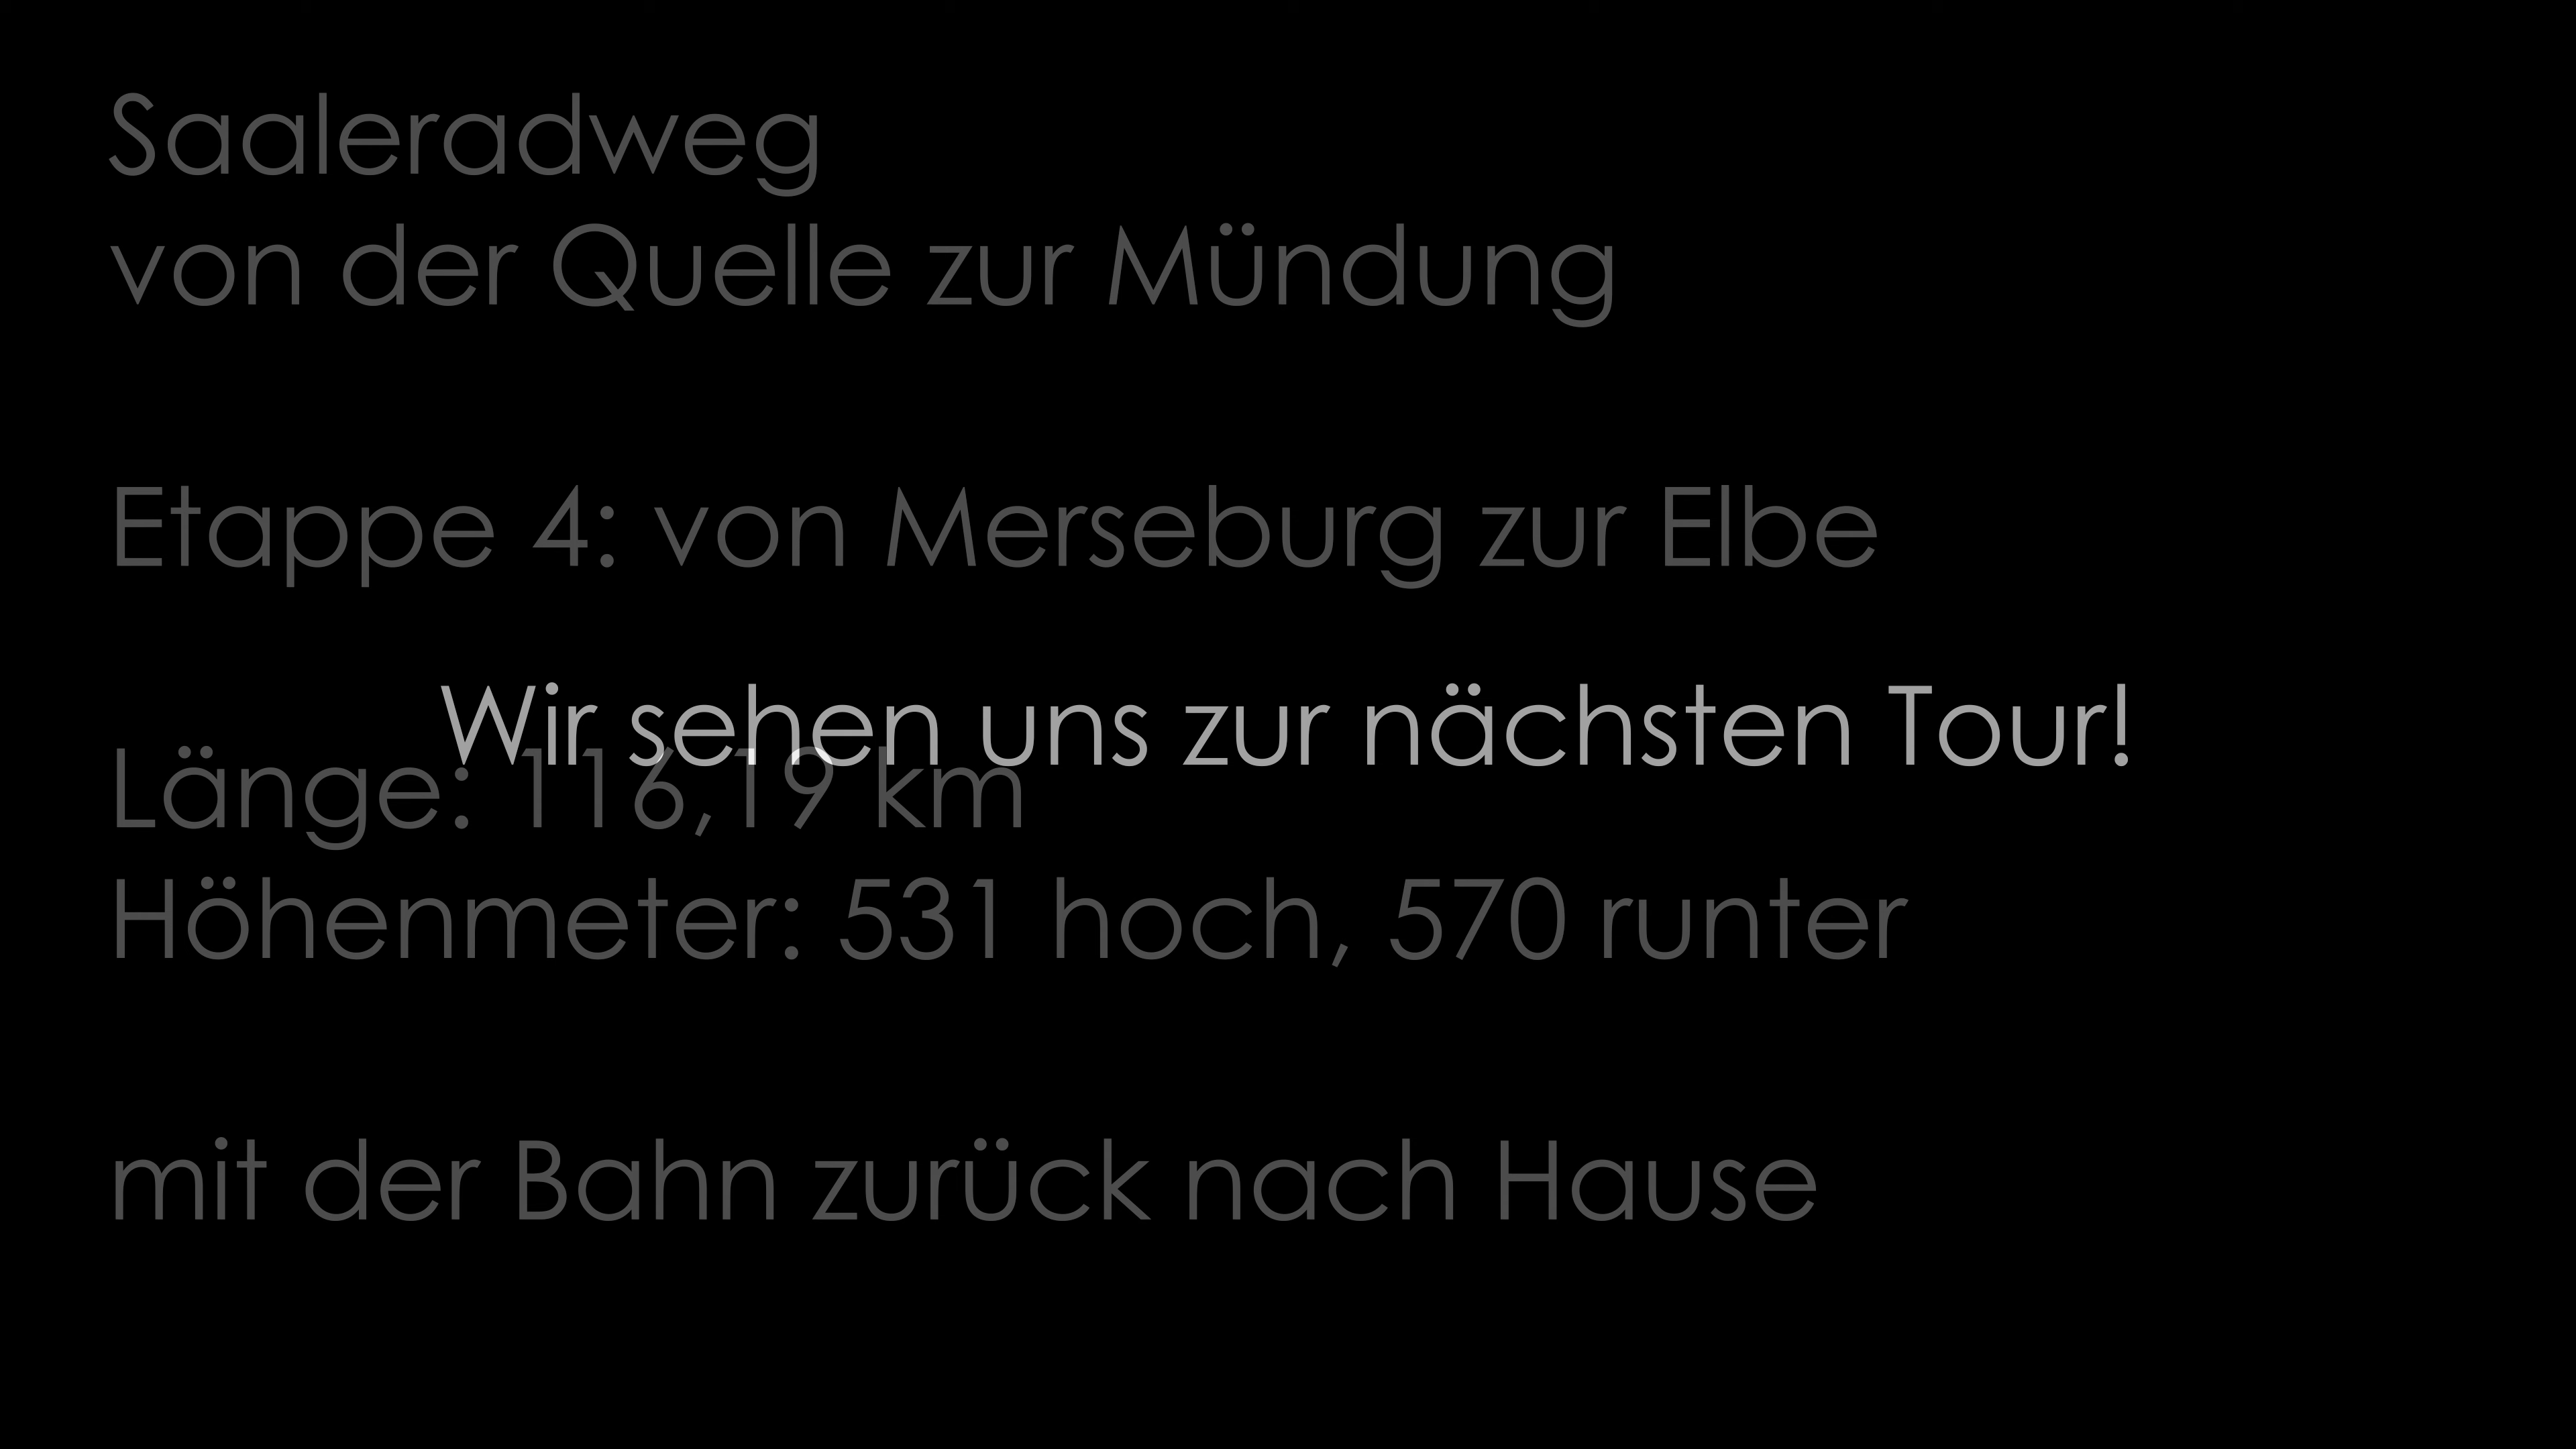 Saaleradweg
von der Quelle zur Mündung
Etappe 4: von Merseburg zur Elbe
Wir sehen uns zur nächsten Tour!
Länge: 116,19 km
Höhenmeter: 531 hoch, 570 runter
mit der Bahn zurück nach Hause